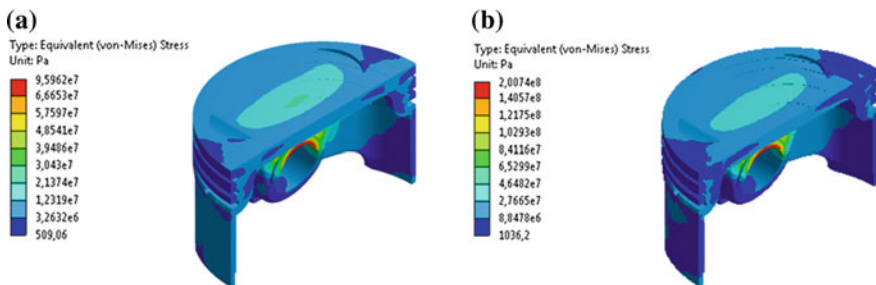 (a)
Type: Equivalent (von-Mises) Stress
Unit: Pa
9,5962e7
6,6653e7
5,7597e7
4,8541e7
3,9486e7
3,043e7
2,1374e7
1,2319e7
3,2632e6
509,06
(b)
Type: Equivalent (von-Mises) Stress
Unit: Pa
2,0074e8
1,4057e8
1,2175e8
1,0293e8
8,4116e7
6,5299e7
4,6482e7
2,7665e7
8,8478e6
1036,2